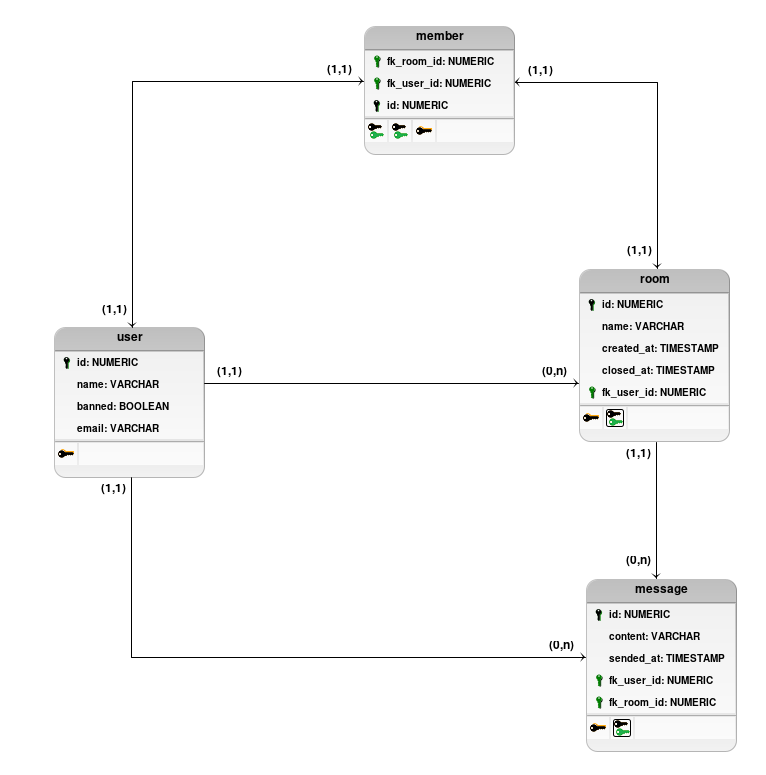 member
fk_room_id: NUMERIC
fk_user_id: NUMERIC
id: NUMERIC
(1,1)
(1,1)
(1,1)
(1,1)
user
id: NUMERIC
name: VARCHAR
banned: BOOLEAN
email: VARCHAR
(1,1)
(0,n)
room
id: NUMERIC
name: VARCHAR
created_at: TIMESTAMP
closed_at: TIMESTAMP
fk_user_id: NUMERIC
(1,1)
(1,1)
(0,n)
(0,n)
message
id: NUMERIC
content: VARCHAR
sended_at: TIMESTAMP
fk_user_id: NUMERIC
fk_room_id: NUMERIC